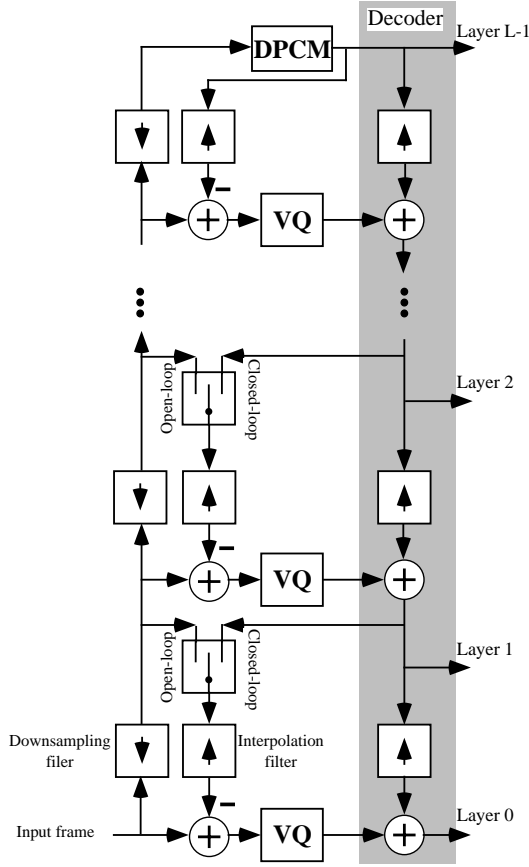 Decoder
Layer L-1
DPCM
−
+
VQ
+
Open-loop
Closed-loop
Layer 2
−
+
VQ
+
Open-loop
Closed-loop
Layer 1
Downsampling
filer
Interpolation
filter
−
Input frame
+
VQ
+
Layer 0